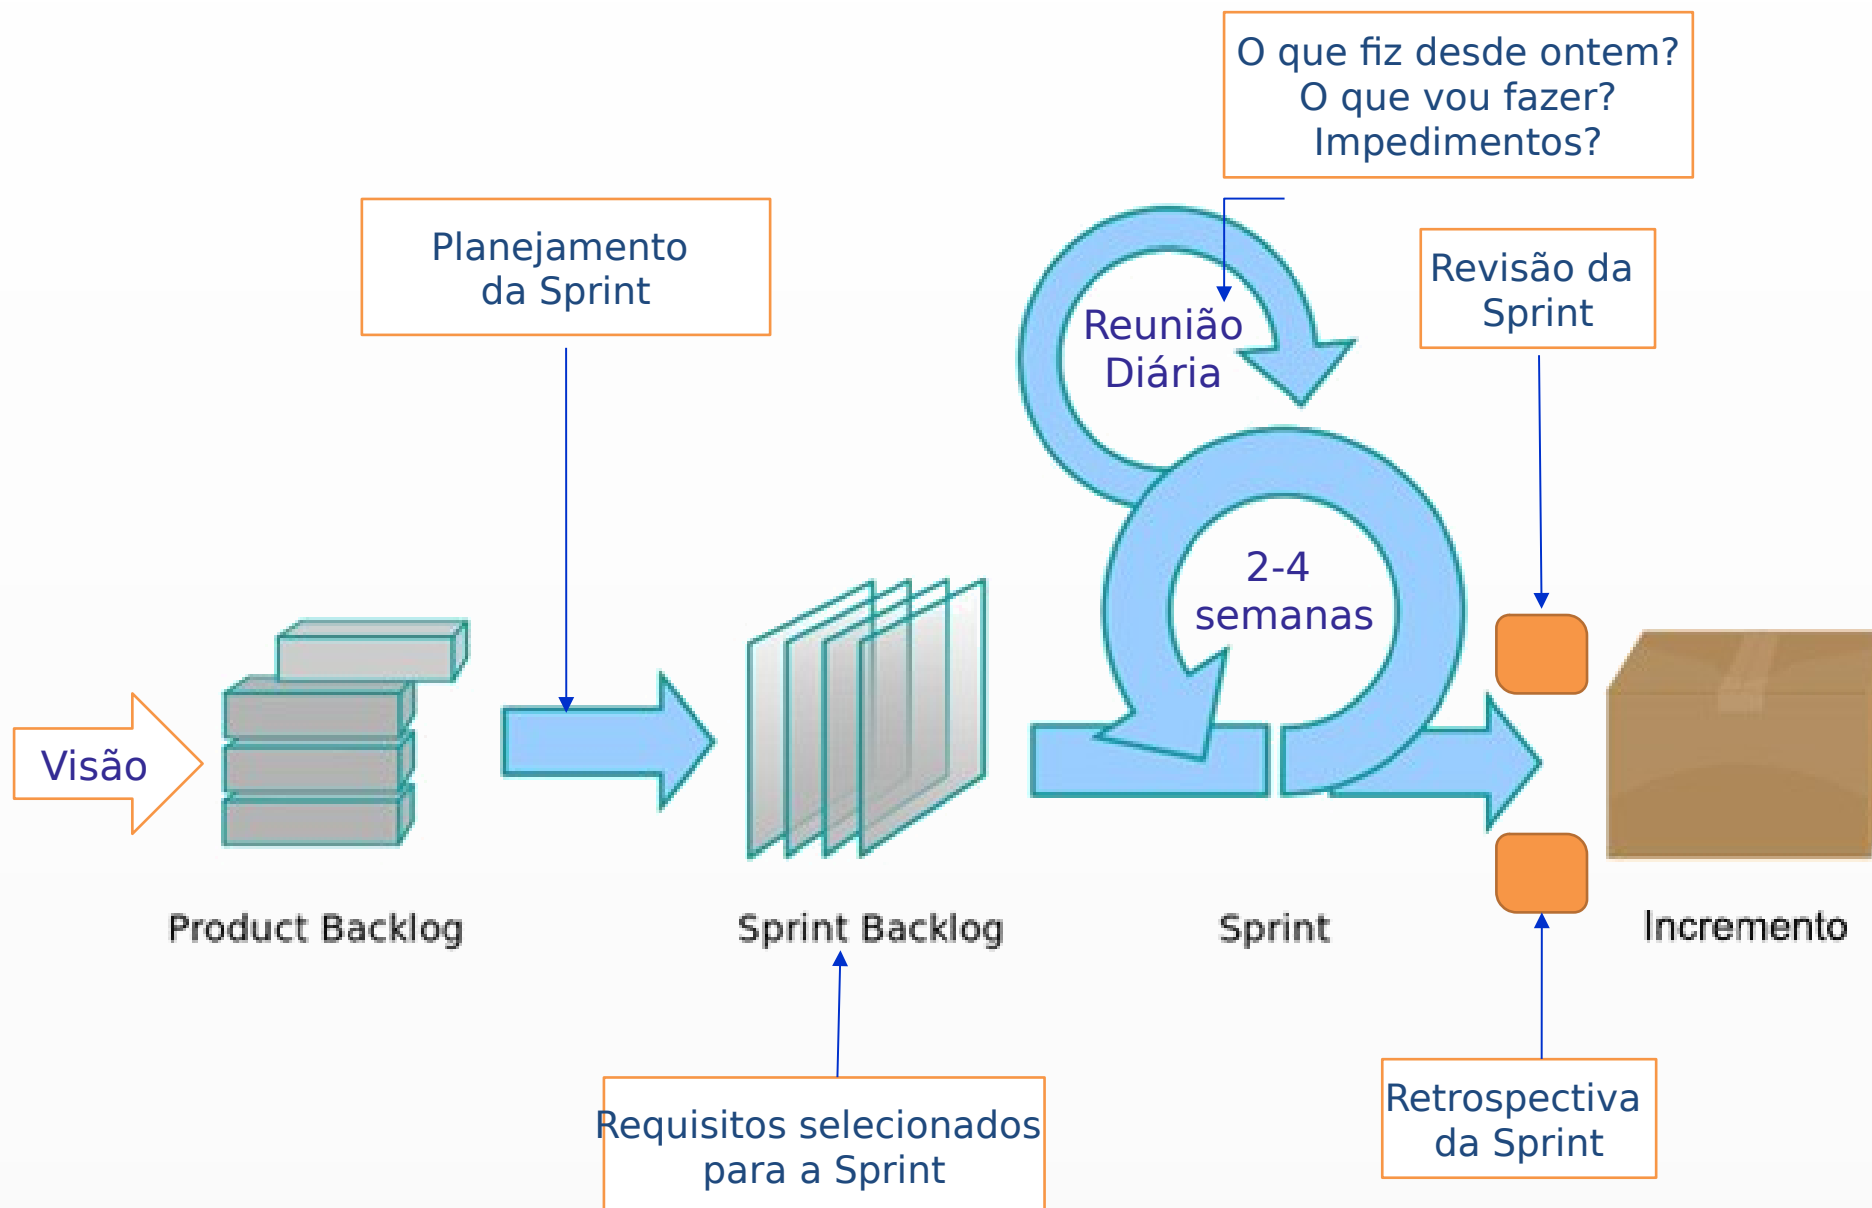 O que fiz desde ontem?
O que vou fazer?
Impedimentos?
Planejamento
da Sprint
Revisão da
Sprint
Reunião
Diária
2-4
semanas
Visão
Product Backlog
Sprint Backlog
Sprint
Incremento
Requisitos selecionados
para a Sprint
Retrospectiva
da Sprint